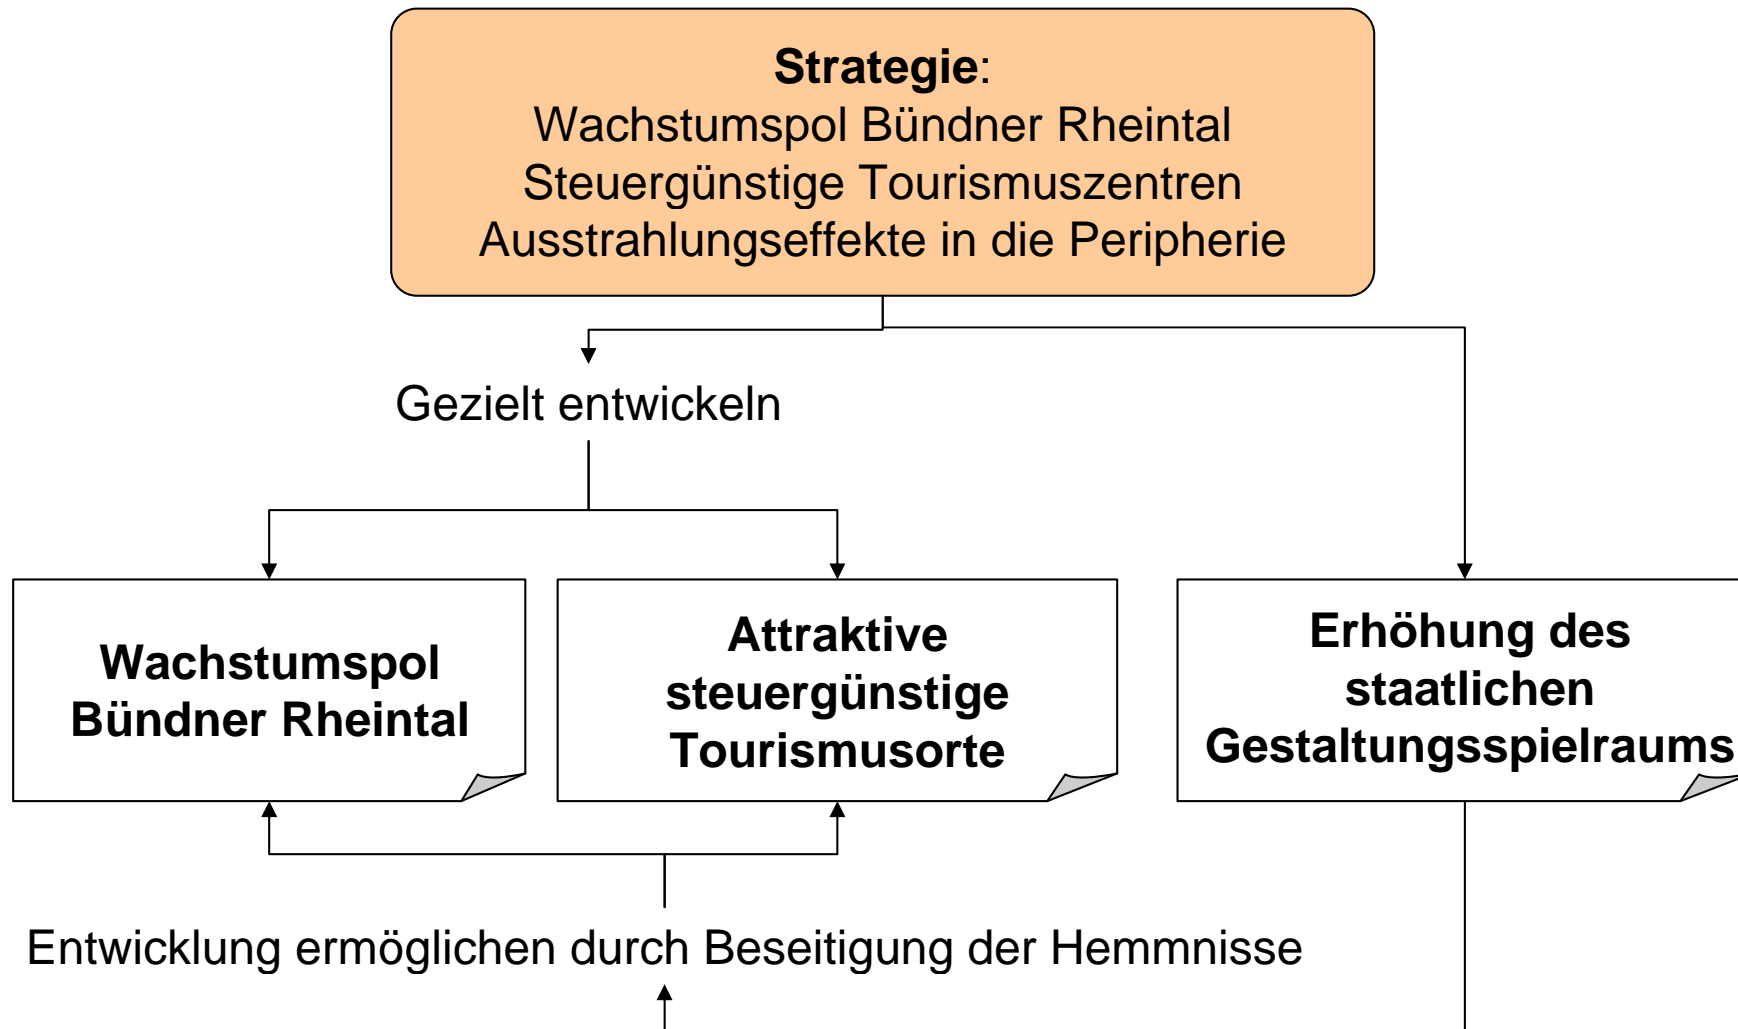 Strategie:
Wachstumspol Bündner Rheintal
Steuergünstige Tourismuszentren
Ausstrahlungseffekte in die Peripherie
Gezielt entwickeln
Wachstumspol
Bündner Rheintal
Attraktive
steuergünstige
Tourismusorte
Erhöhung des
staatlichen
Gestaltungsspielraums
Entwicklung ermöglichen durch Beseitigung der Hemmnisse